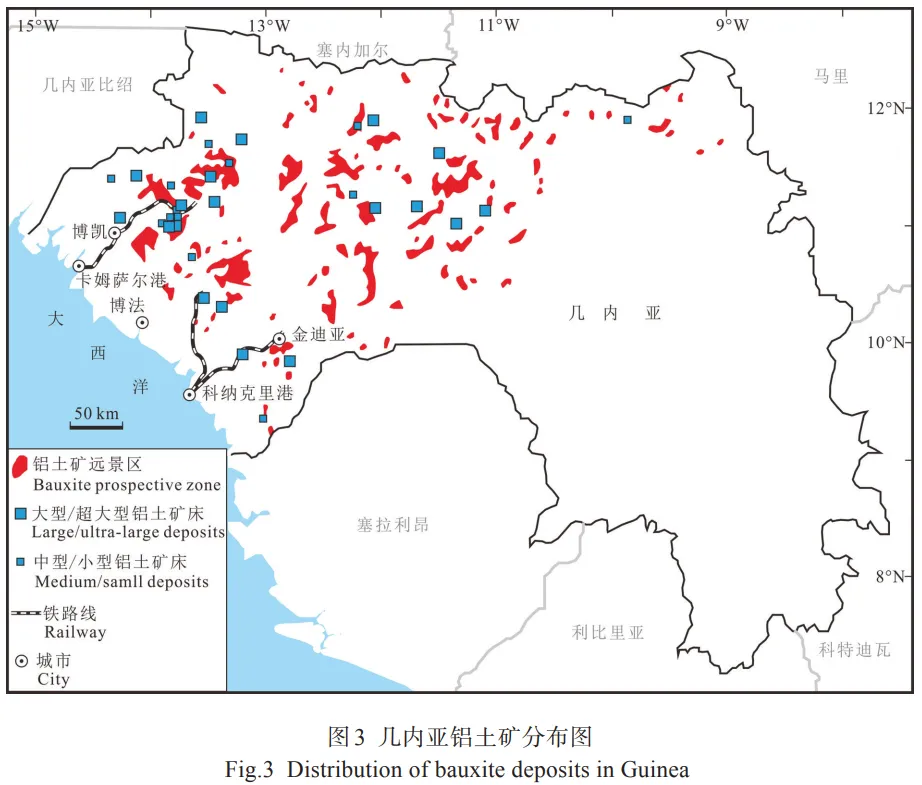 15°W 13°W 11°W 9°W
塞内加尔
几内亚比绍
马里
12°N
博凯
卡姆萨尔港
博法
几内亚
大西洋
金迪亚
10°N
科纳克里港
50 km
铝土矿远景区
Bauxite prospective zone
大型/超大型铝土矿床
Large/ultra-large deposits
中型/小型铝土矿床
Medium/samll deposits
铁路线
Railway
城市
City
塞拉利昂
8°N
利比里亚
科特迪瓦
图3 几内亚铝土矿分布图
Fig.3 Distribution of bauxite deposits in Guinea